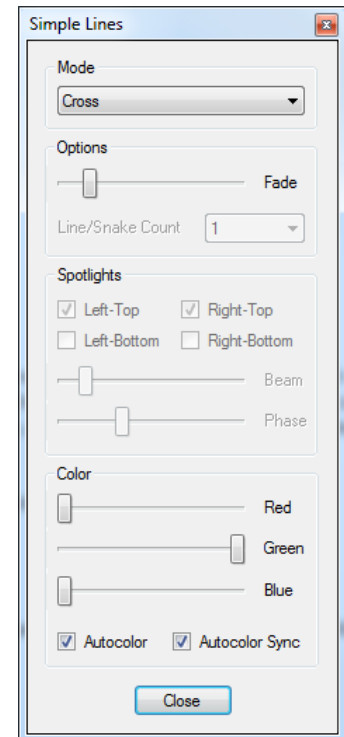 Simple Lines
Mode
Cross
Options
Fade
Line/Snake Count 1
Spotlights
Left-Top Right-Top
Left-Bottom Right-Bottom
Beam
Phase
Color
Red
Green
Blue
Autocolor Autocolor Sync
Close